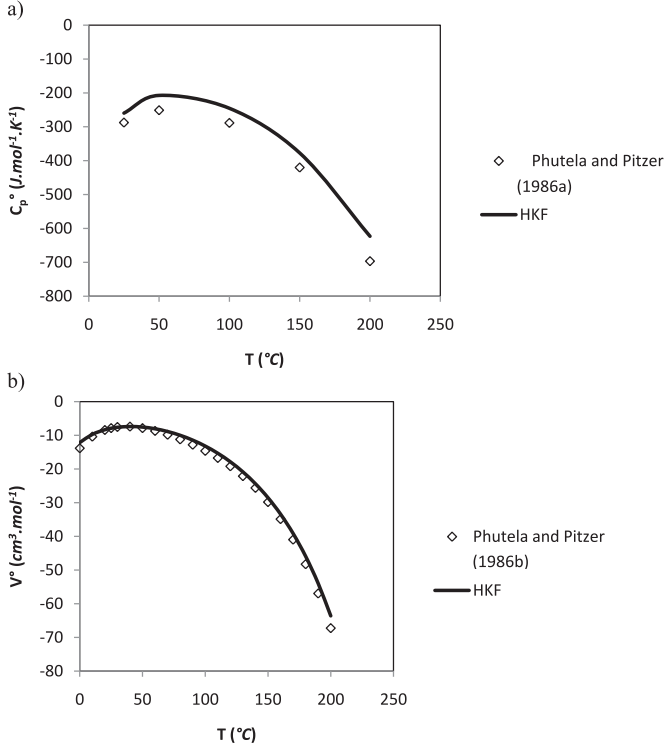 a)
0
-100
-200
-300
-400
-500
-600
-700
-800
0 50 100 150 200 250
Cp° (J.mol-1.K-1)
T (°C)
Phutela and Pitzer
(1986a)
HKF
b)
0
-10
-20
-30
-40
-50
-60
-70
-80
0 50 100 150 200 250
V° (cm3.mol-1)
T (°C)
Phutela and Pitzer
(1986b)
HKF